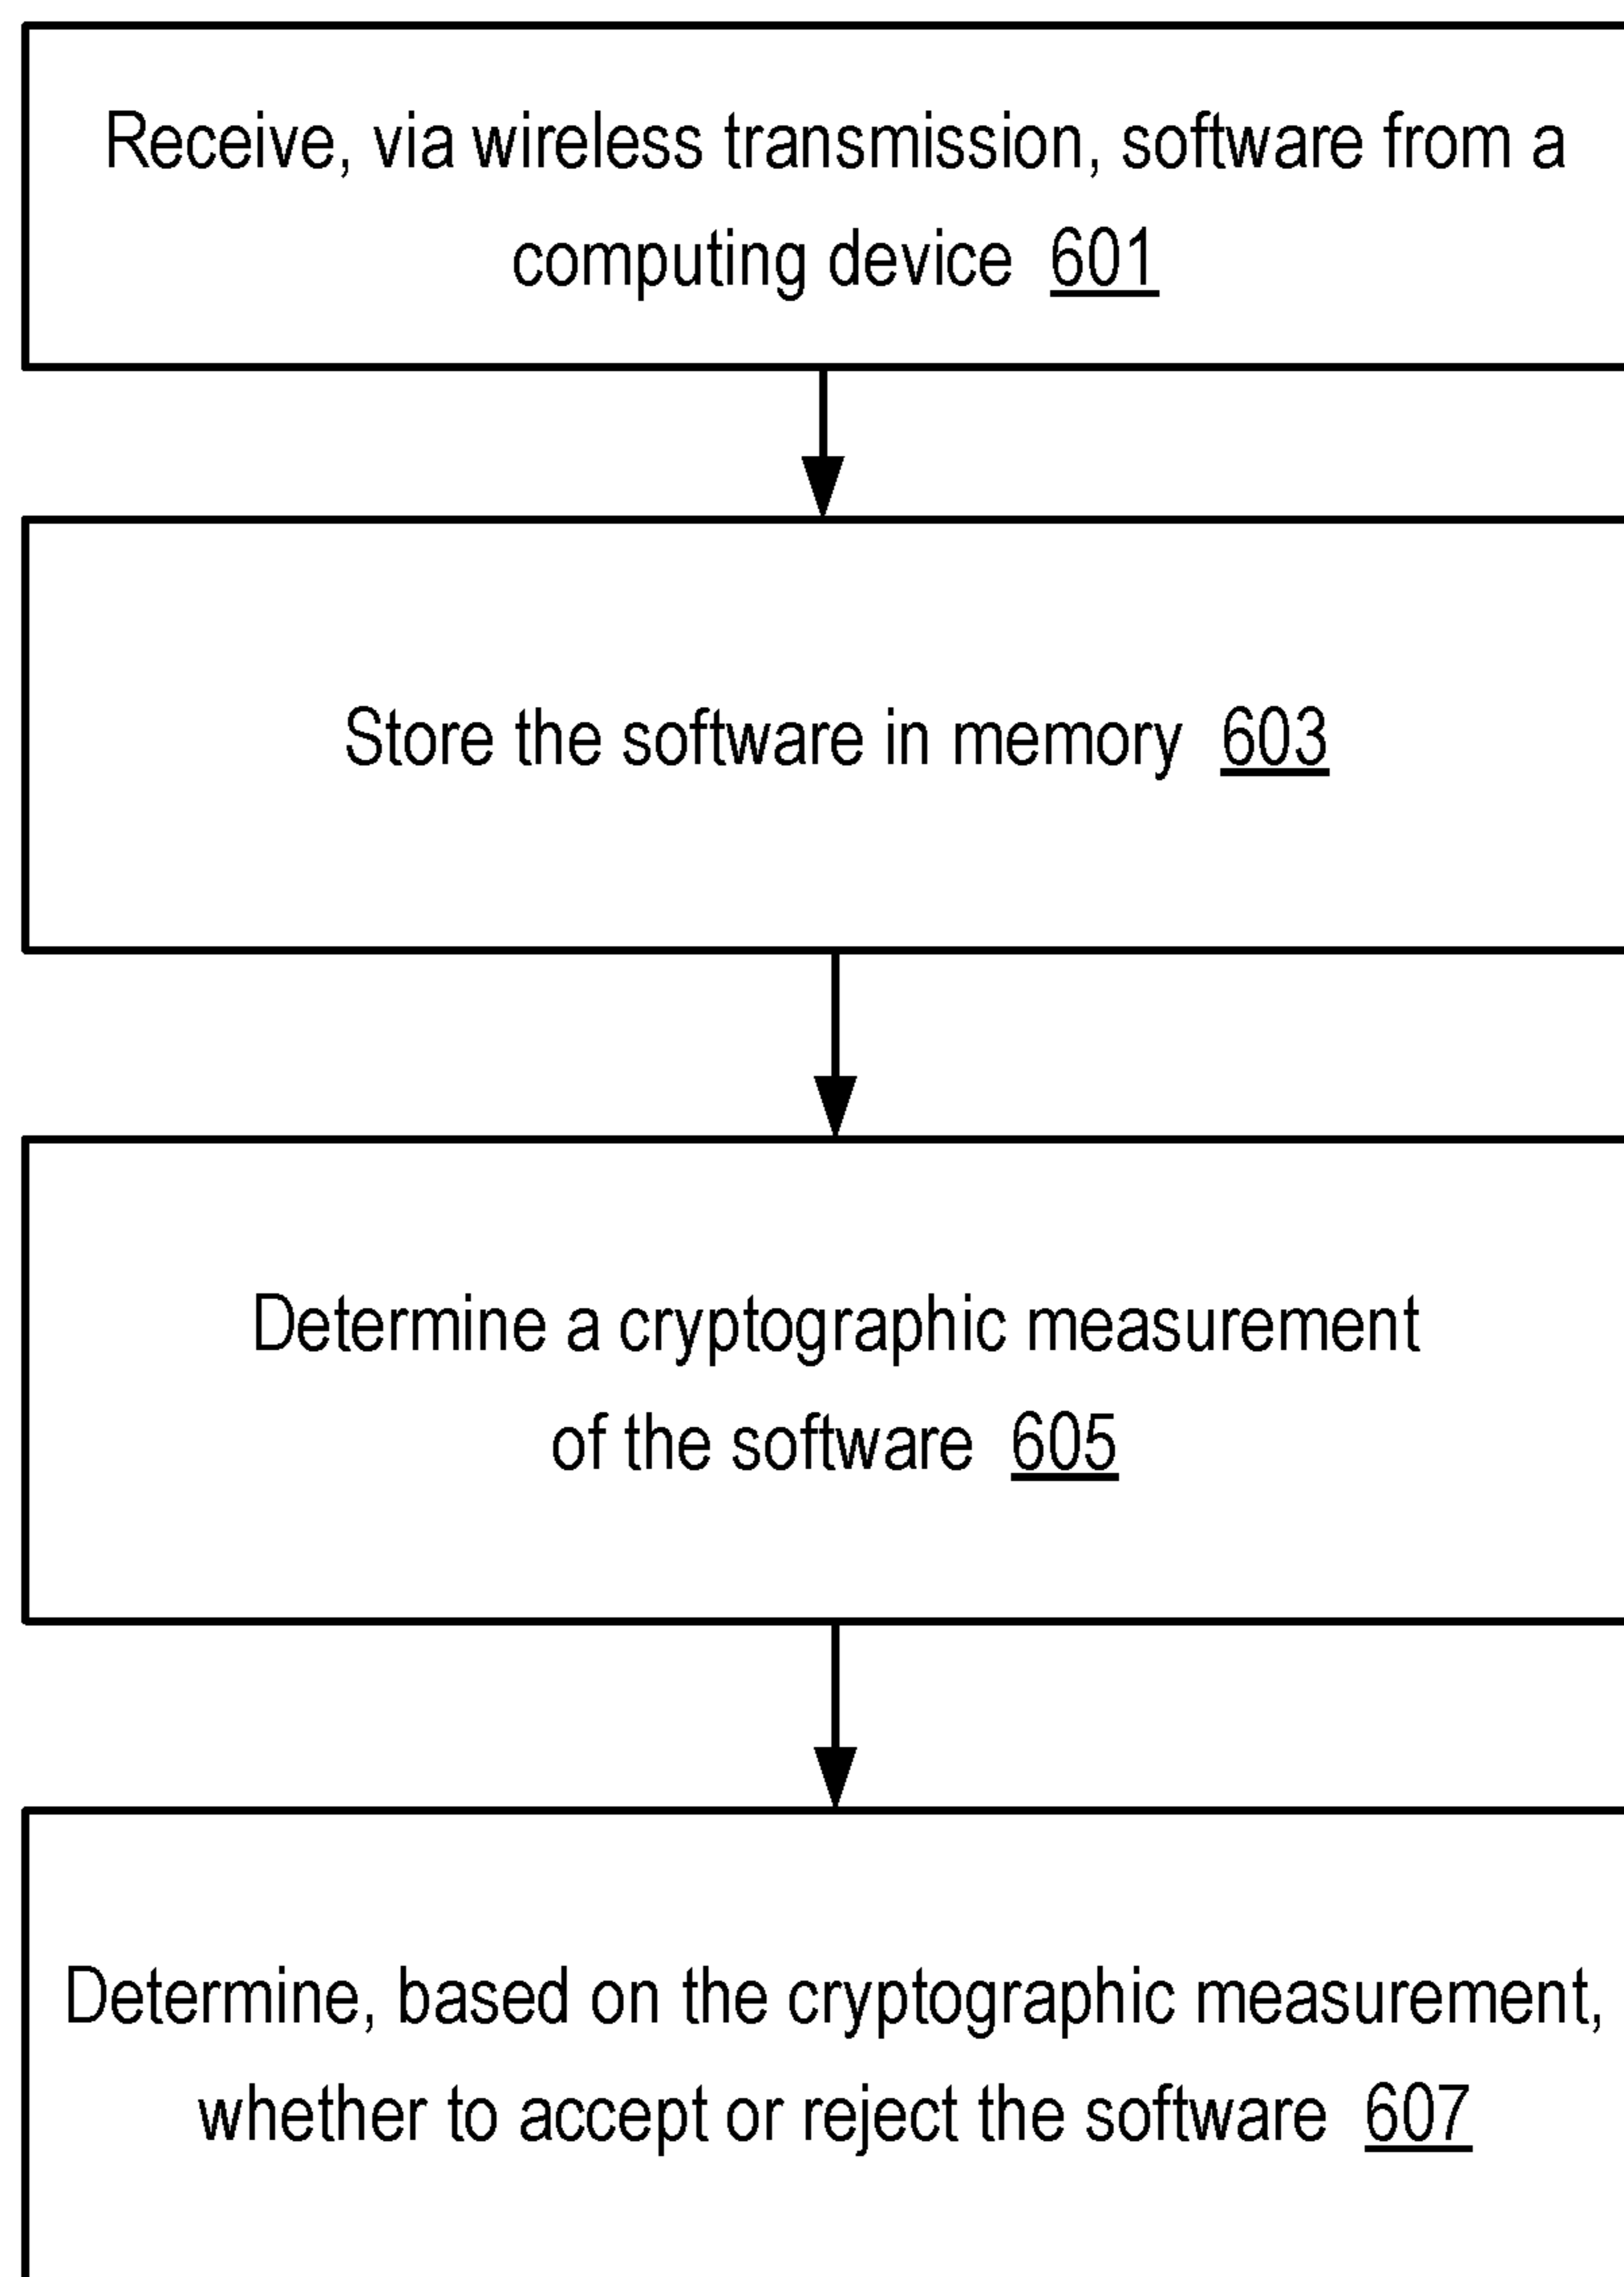 Receive, via wireless transmission, software from a
computing device 601
Store the software in memory 603
Determine a cryptographic measurement
of the software 605
Determine, based on the cryptographic measurement,
whether to accept or reject the software 607